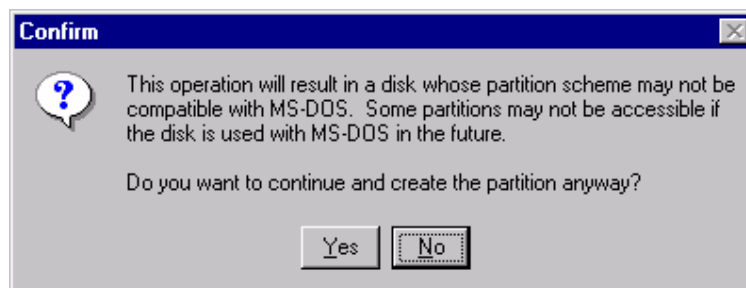 Confirm
?
This operation will result in a disk whose partition scheme may not be
compatible with MS-DOS.  Some partitions may not be accessible if
the disk is used with MS-DOS in the future.
Do you want to continue and create the partition anyway?
Yes
No